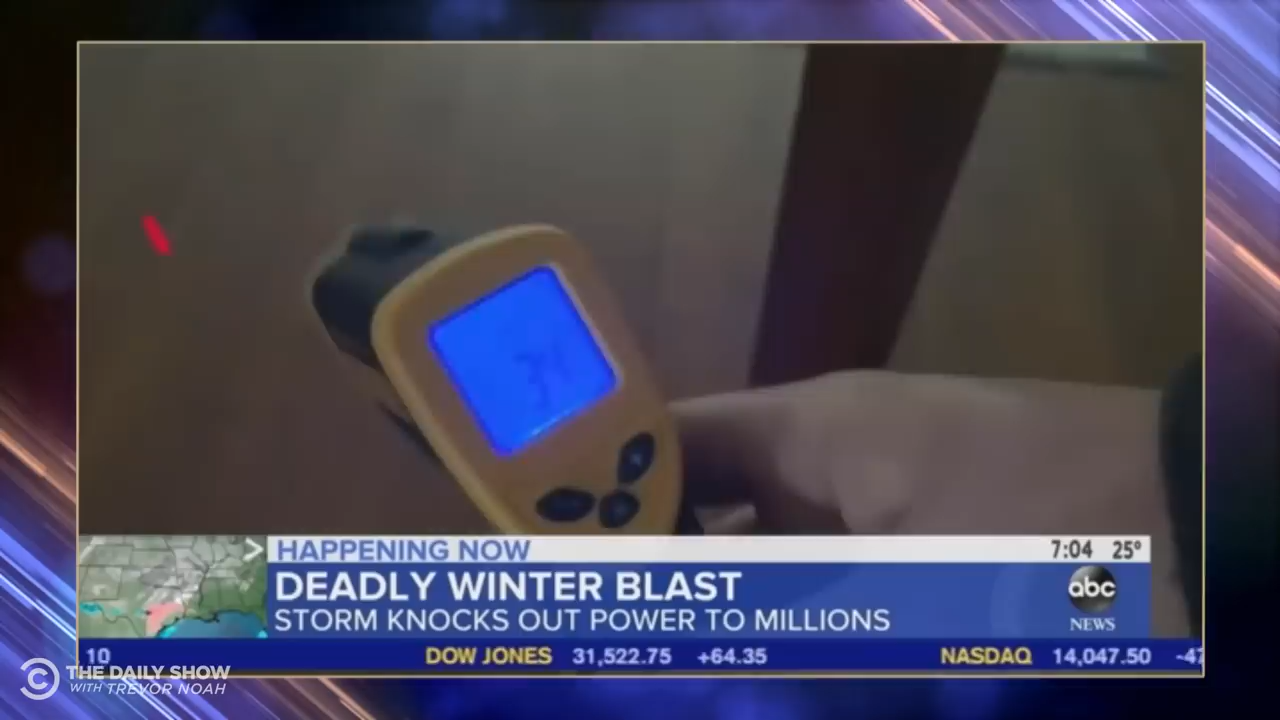 HAPPENING NOW
7:04 25°
DEADLY WINTER BLAST
STORM KNOCKS OUT POWER TO MILLIONS
abc
NEWS
10 DOW JONES 31,522.75 +64.35 NASDAQ 14,047.50 -47
THE DAILY SHOW
WITH TREVOR NOAH